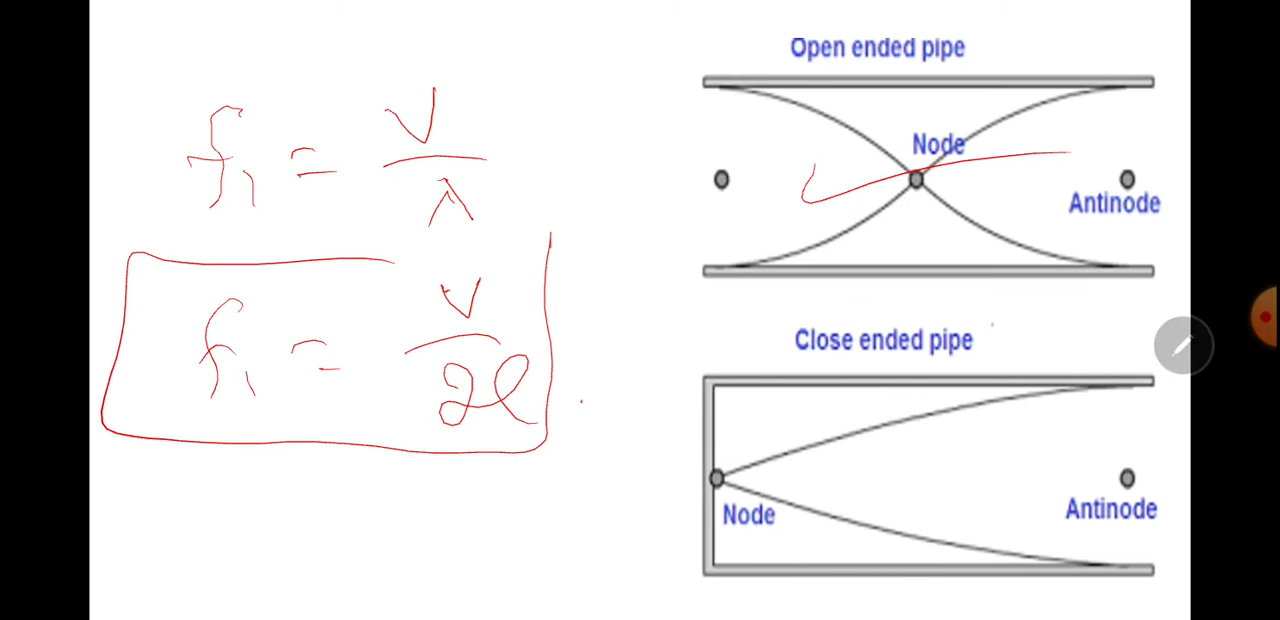 f₁ = v/λ
f₁ = v/2l
Open ended pipe
Node
Antinode
Close ended pipe
Node
Antinode